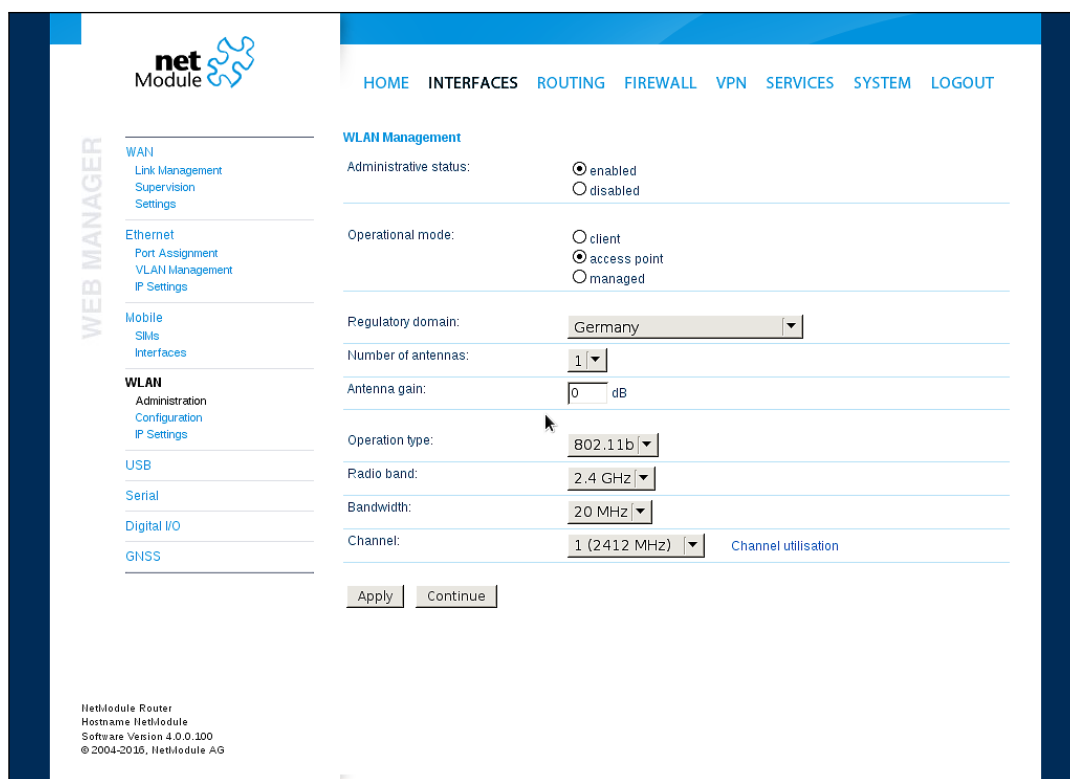 net
Module
HOME INTERFACES ROUTING FIREWALL VPN SERVICES SYSTEM LOGOUT
WEB MANAGER
WAN
Link Management
Supervision
Settings
Ethernet
Port Assignment
VLAN Management
IP Settings
Mobile
SIMs
Interfaces
WLAN
Administration
Configuration
IP Settings
USB
Serial
Digital I/O
GNSS
WLAN Management
Administrative status:
enabled
disabled
Operational mode:
client
access point
managed
Regulatory domain: Germany
Number of antennas: 1
Antenna gain: 0 dB
Operation type: 802.11b
Radio band: 2.4 GHz
Bandwidth: 20 MHz
Channel: 1 (2412 MHz) Channel utilisation
Apply Continue
NetModule Router
Hostname NetModule
Software Version 4.0.0.100
© 2004-2016, NetModule AG